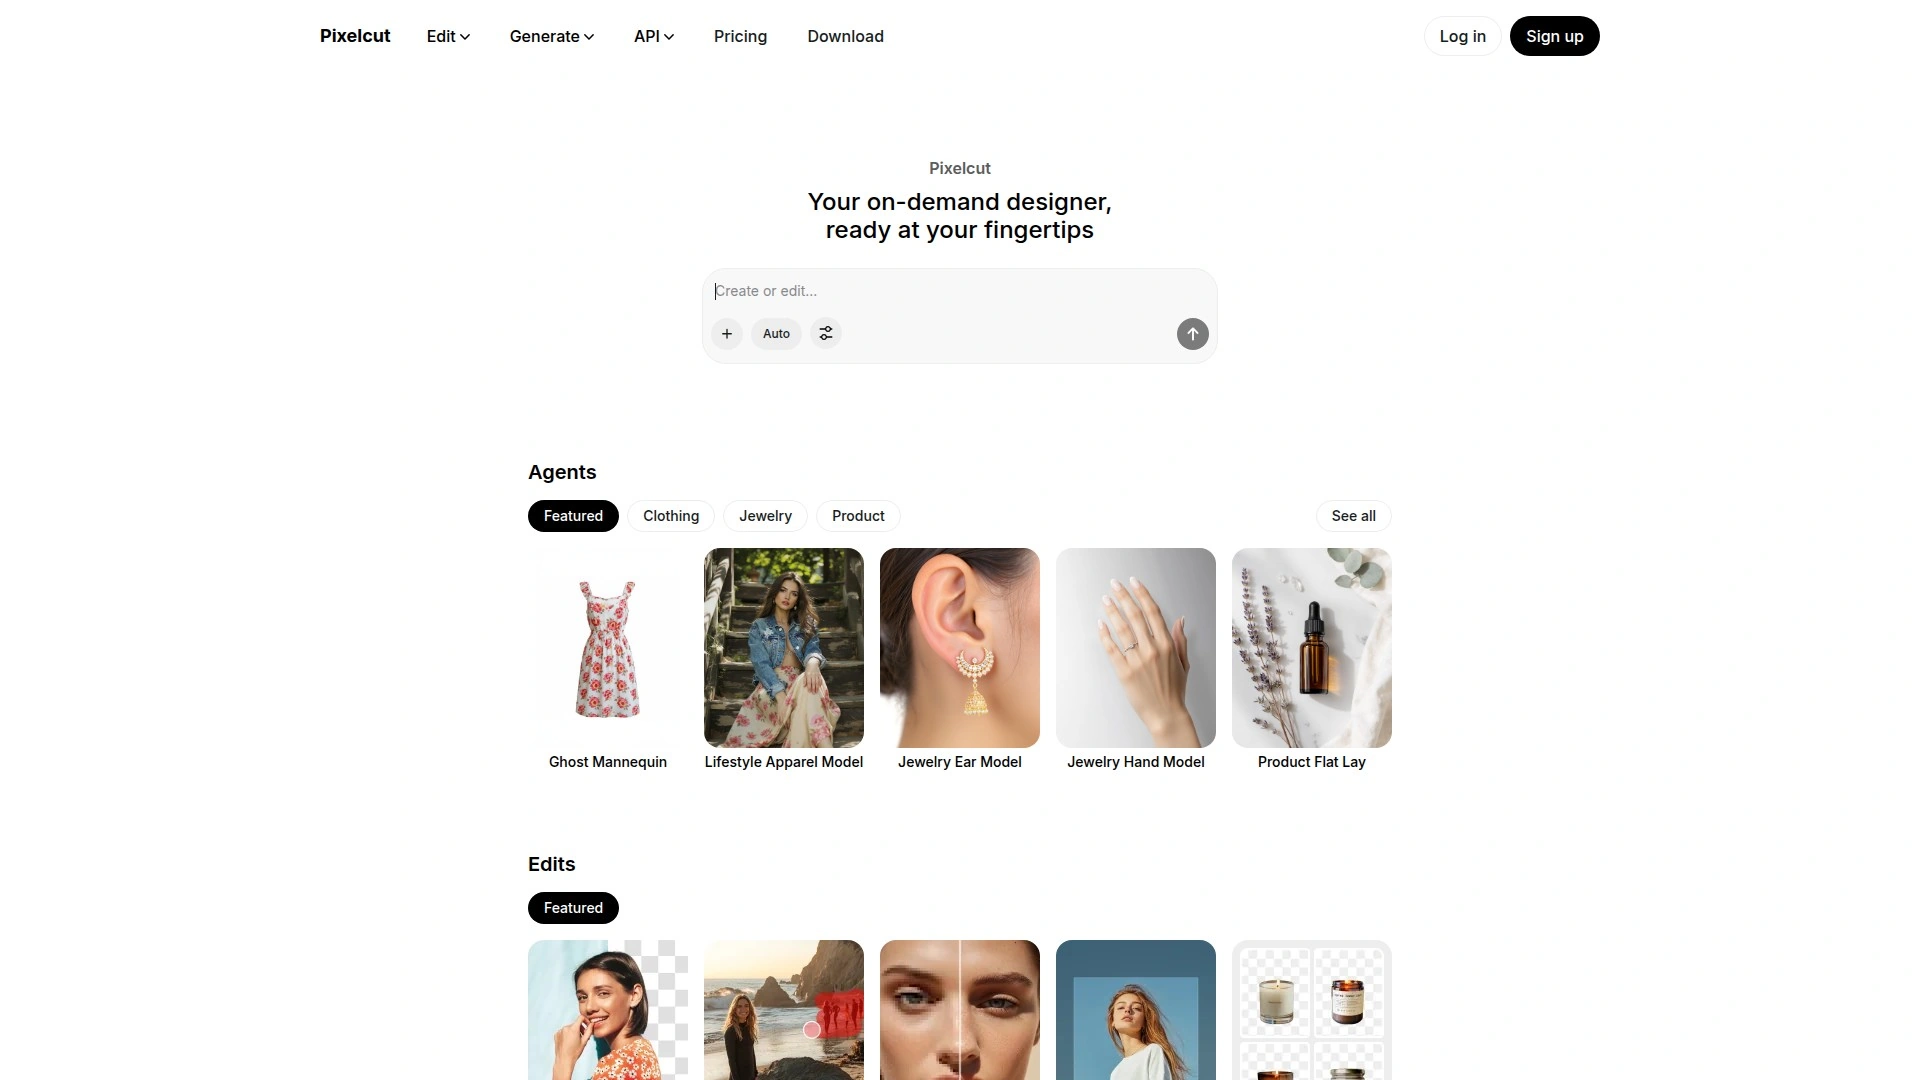 Pixelcut
Edit
Generate
API
Pricing
Download
Log in
Sign up
Pixelcut
Your on-demand designer,
ready at your fingertips
Create or edit...
Auto
Agents
Featured
Clothing
Jewelry
Product
See all
Ghost Mannequin
Lifestyle Apparel Model
Jewelry Ear Model
Jewelry Hand Model
Product Flat Lay
Edits
Featured